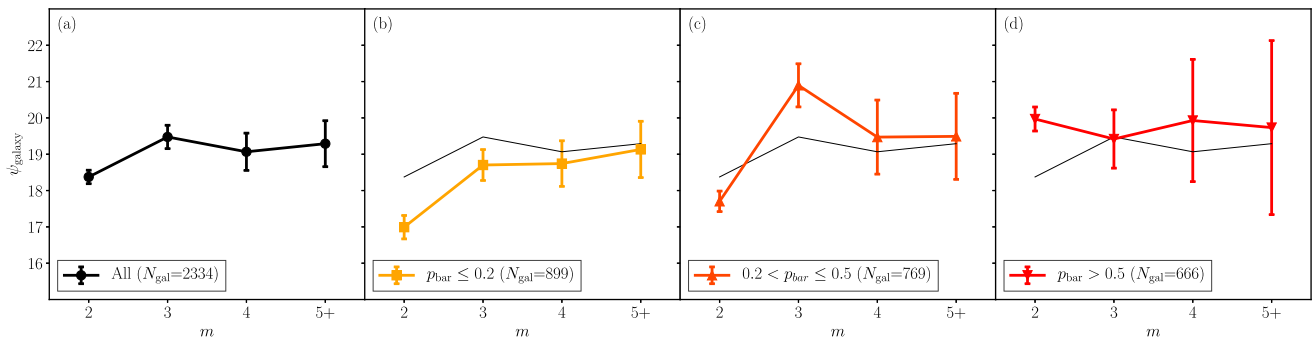 (a) (b) (c) (d)
22
21
20
19
18
17
16
ψgalaxy
All (Ngal=2334)
pbar ≤ 0.2 (Ngal=899)
0.2 < pbar ≤ 0.5 (Ngal=769)
pbar > 0.5 (Ngal=666)
2 3 4 5+ 2 3 4 5+ 2 3 4 5+ 2 3 4 5+
m m m m